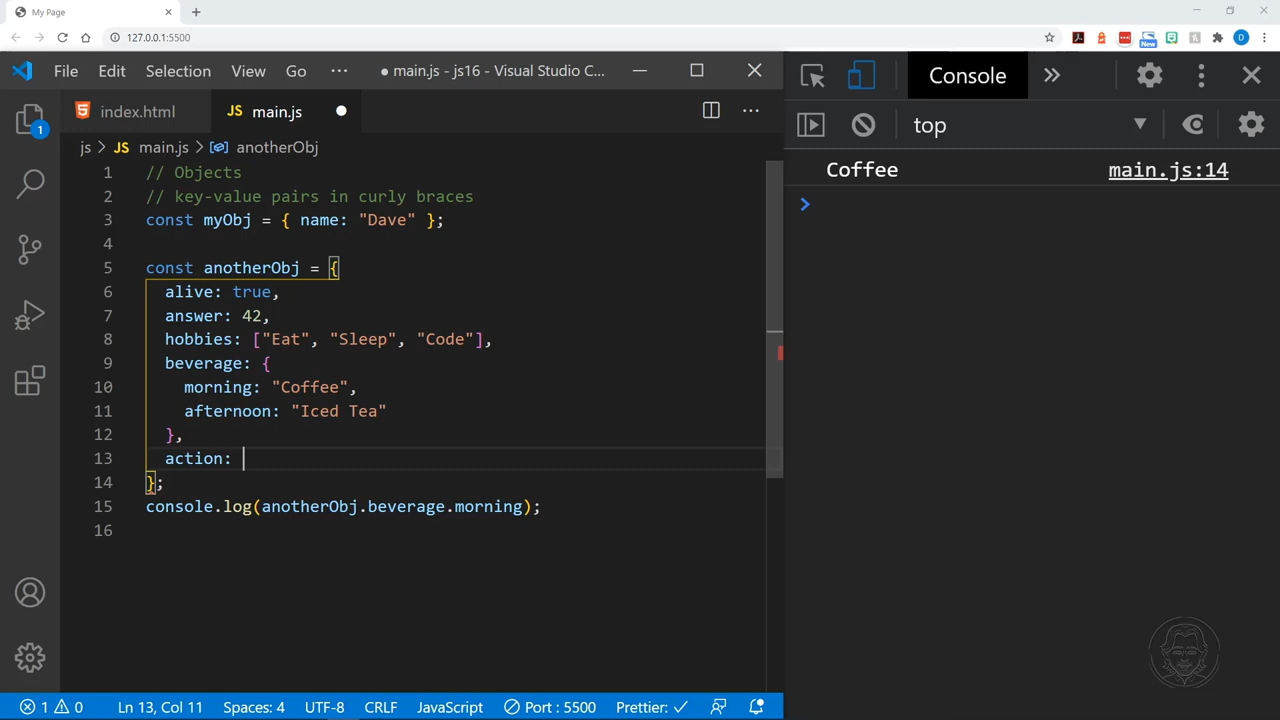 My Page
127.0.0.1:5500
New
D
File Edit Selection View Go ··· ● main.js - js16 - Visual Studio C...
index.html JS main.js
js > JS main.js > anotherObj
1 // Objects
2 // key-value pairs in curly braces
3 const myObj = { name: "Dave" };
4
5 const anotherObj = {
6 alive: true,
7 answer: 42,
8 hobbies: ["Eat", "Sleep", "Code"],
9 beverage: {
10 morning: "Coffee",
11 afternoon: "Iced Tea"
12 },
13 action:
14 };
15 console.log(anotherObj.beverage.morning);
16
1
1 0 Ln 13, Col 11 Spaces: 4 UTF-8 CRLF JavaScript Port : 5500 Prettier: ✓
Console
top
Coffee main.js:14